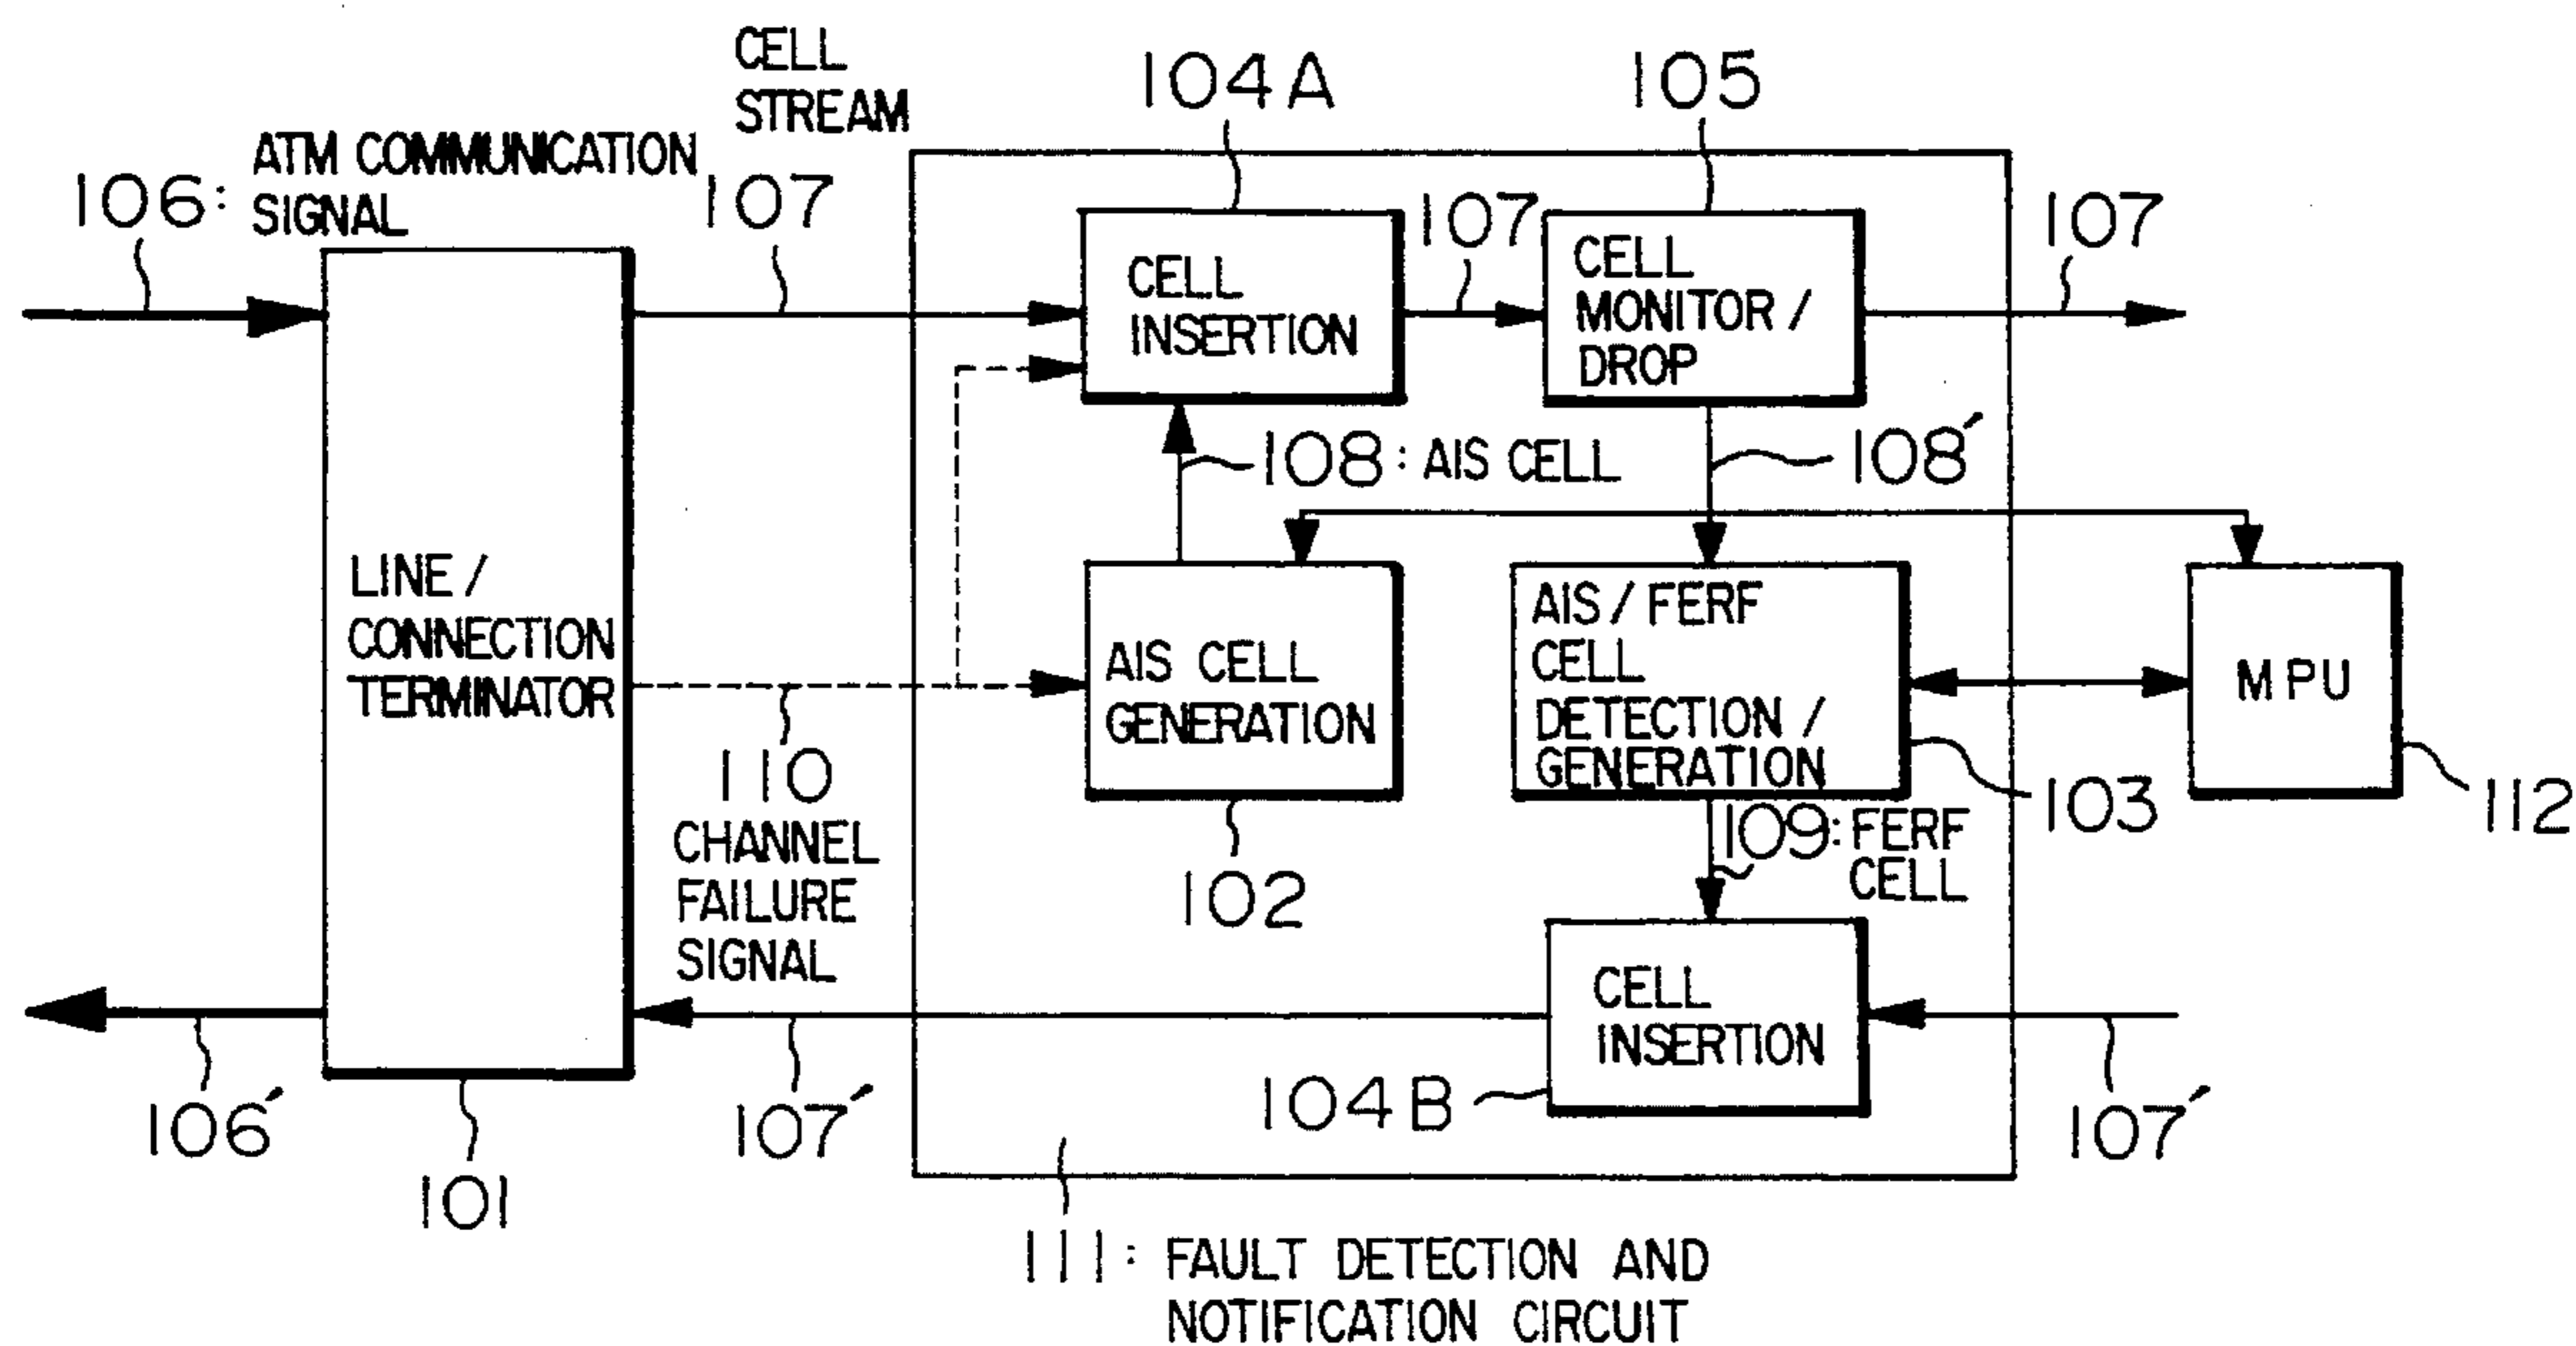 CELL
STREAM
104A
105
106: ATM COMMUNICATION
SIGNAL
107
107
107
CELL
INSERTION
CELL
MONITOR /
DROP
108: AIS CELL
108′
LINE /
CONNECTION
TERMINATOR
AIS CELL
GENERATION
AIS / FERF
CELL
DETECTION /
GENERATION
MPU
110
CHANNEL
FAILURE
SIGNAL
102
103
112
109: FERF
CELL
CELL
INSERTION
106′
101
107′
104B
107′
111: FAULT DETECTION AND
NOTIFICATION CIRCUIT